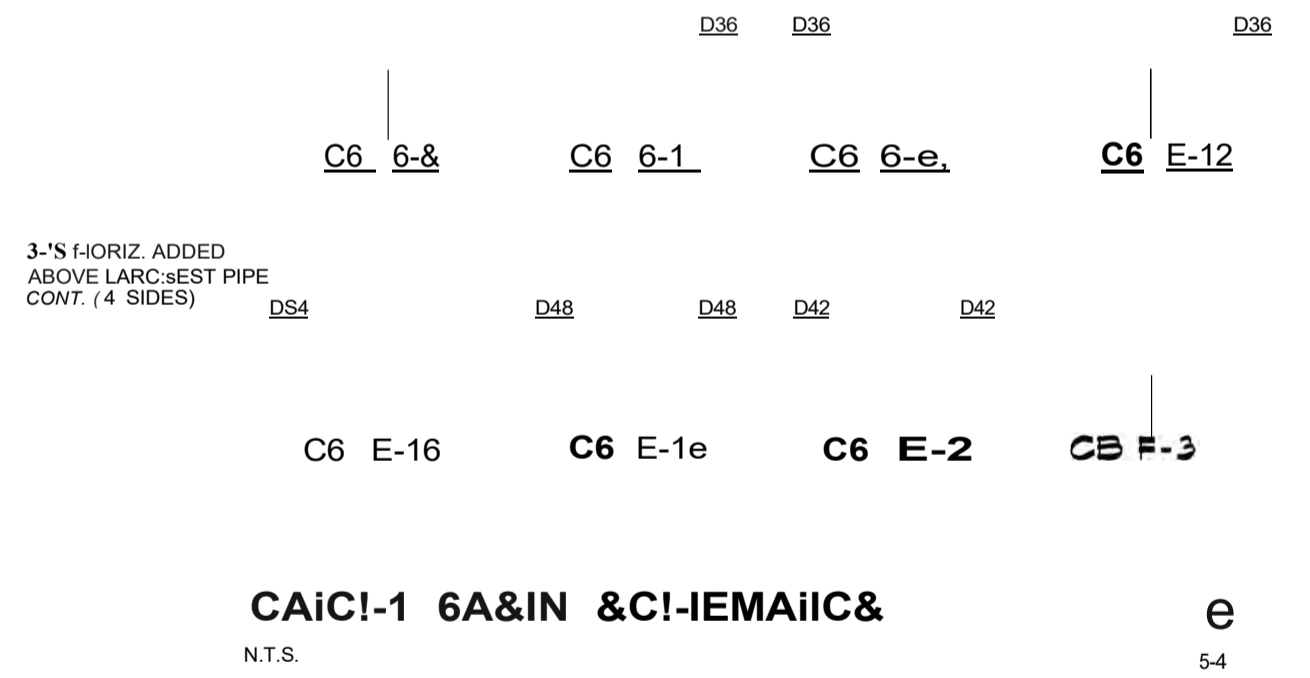 D36 D36 D36
C6 6-& C6 6-1 C6 6-e, C6 E-12
3-'S f-IORIZ. ADDED
ABOVE LARC:sEST PIPE
CONT. (4 SIDES)
DS4 D48 D48 D42 D42
C6 E-16 C6 E-1e C6 E-2 CB F-3
CAiC!-1 6A&IN &C!-IEMAilC& e
N.T.S. 5-4